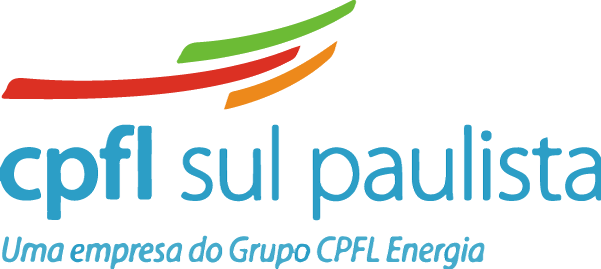 cpfl sul paulista
Uma empresa do Grupo CPFL Energia